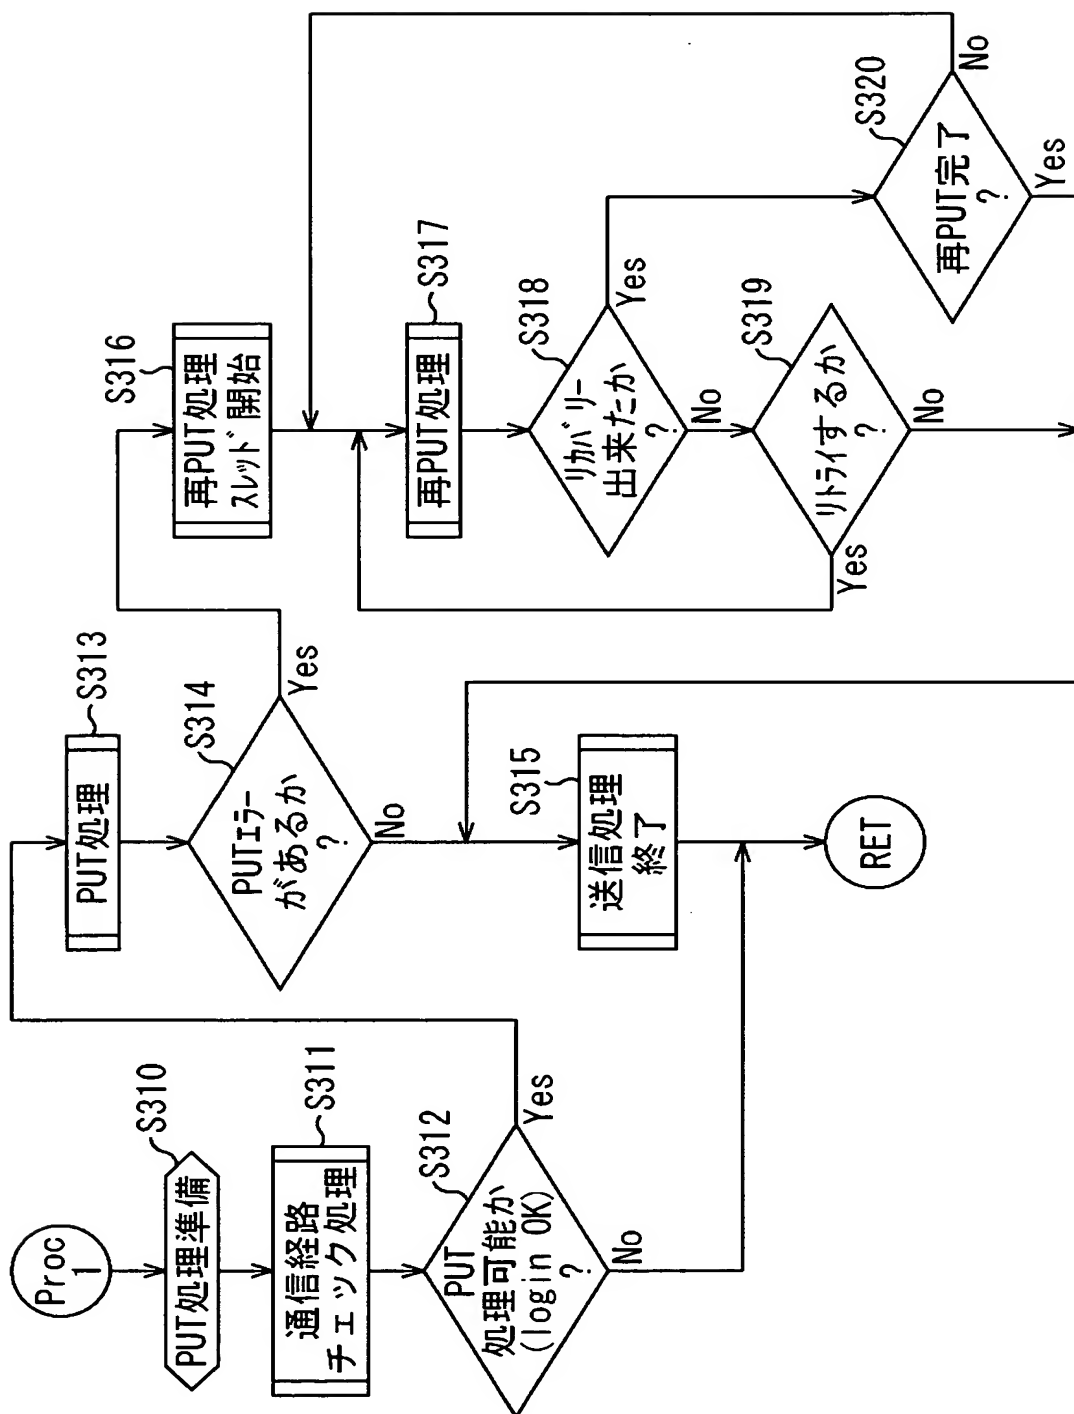 Proc
1
S310
PUT処理準備
S311
通信経路
チェック処理
S312
PUT
処理可能か
(login OK)
?
Yes
No
S313
PUT処理
S314
PUTエラー
があるか
?
Yes
No
S315
送信処理
終了
RET
S316
再PUT処理
スレッド開始
S317
再PUT処理
S318
リカバリー
出来たか
?
Yes
No
S319
リトライするか
?
Yes
No
S320
再PUT完了
?
No
Yes